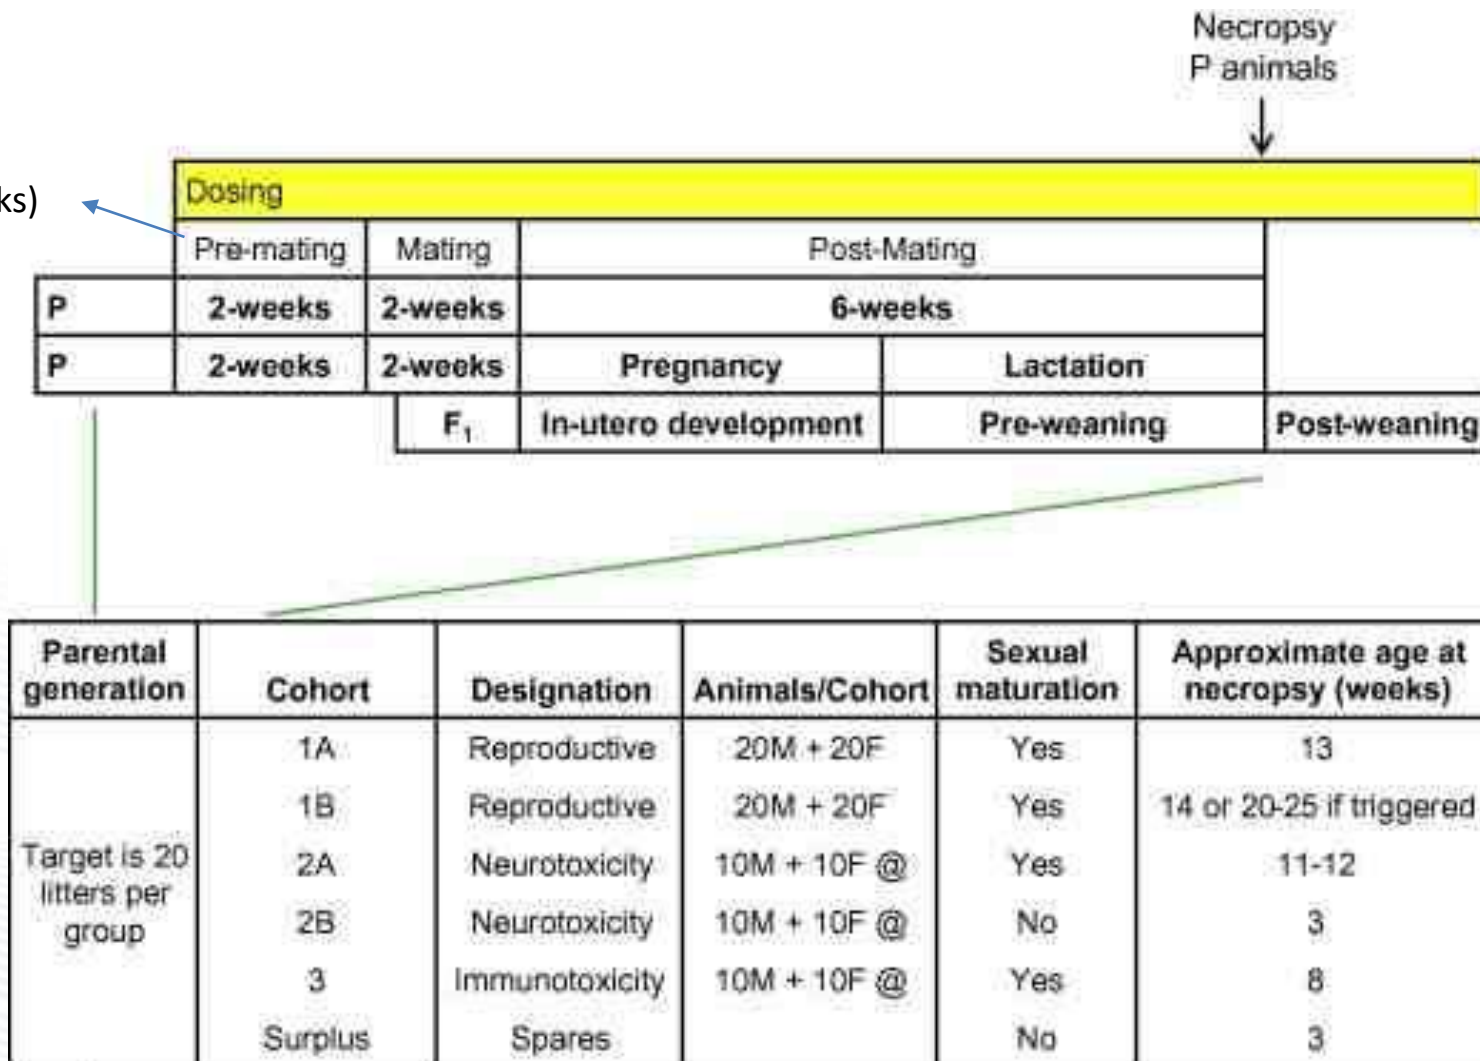 Necropsy
P animals
ks)
Dosing
Pre-mating Mating Post-Mating
P 2-weeks 2-weeks 6-weeks
P 2-weeks 2-weeks Pregnancy Lactation
F₁ In-utero development Pre-weaning Post-weaning
Parental generation Cohort Designation Animals/Cohort Sexual maturation Approximate age at necropsy (weeks)
Target is 20 litters per group
1A Reproductive 20M + 20F Yes 13
1B Reproductive 20M + 20F Yes 14 or 20-25 if triggered
2A Neurotoxicity 10M + 10F @ Yes 11-12
2B Neurotoxicity 10M + 10F @ No 3
3 Immunotoxicity 10M + 10F @ Yes 8
Surplus Spares No 3